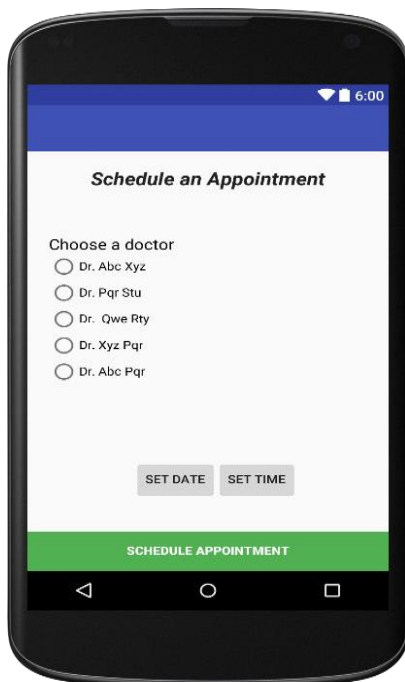 6:00
Schedule an Appointment
Choose a doctor
Dr. Abc Xyz
Dr. Pqr Stu
Dr. Qwe Rty
Dr. Xyz Pqr
Dr. Abc Pqr
SET DATE SET TIME
SCHEDULE APPOINTMENT